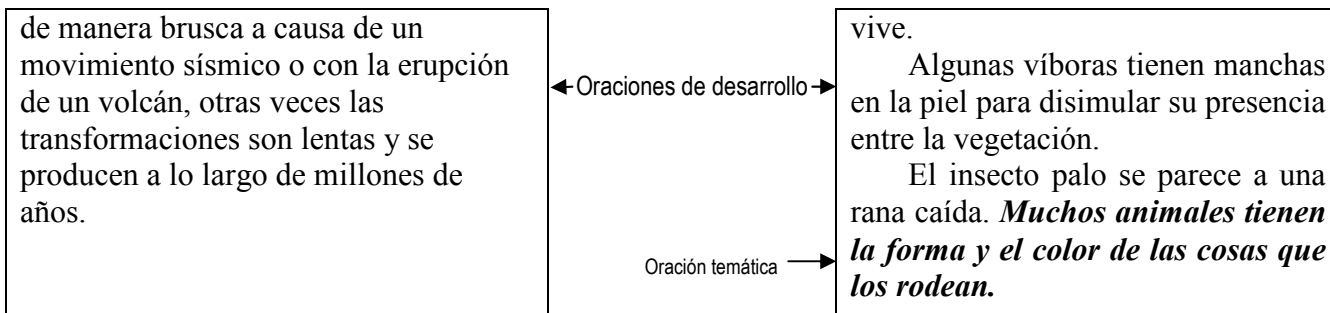 de manera brusca a causa de un
movimiento sísmico o con la erupción
de un volcán, otras veces las
transformaciones son lentas y se
producen a lo largo de millones de
años.
Oraciones de desarrollo
Oración temática
vive.
Algunas víboras tienen manchas
en la piel para disimular su presencia
entre la vegetación.
El insecto palo se parece a una
rana caída. Muchos animales tienen
la forma y el color de las cosas que
los rodean.